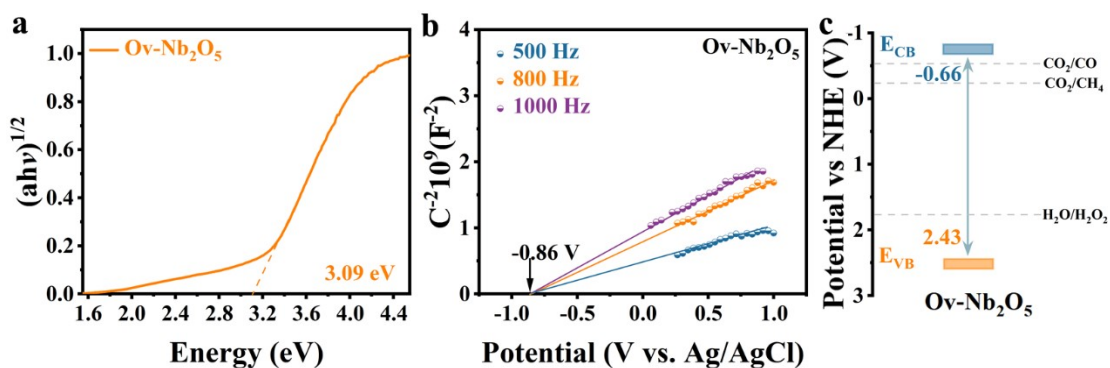 a
Ov-Nb₂O₅
(ahν)¹/²
1.0
0.8
0.6
0.4
0.2
0.0
3.09 eV
1.6 2.0 2.4 2.8 3.2 3.6 4.0 4.4
Energy (eV)
b
Ov-Nb₂O₅
500 Hz
800 Hz
1000 Hz
C⁻²10⁹(F⁻²)
4
3
2
1
0
-0.86 V
-1.0 -0.5 0.0 0.5 1.0
Potential (V vs. Ag/AgCl)
c
Potential vs NHE (V)
-1
0
1
2
3
E_CB
-0.66
CO₂/CO
CO₂/CH₄
H₂O/H₂O₂
2.43
E_VB
Ov-Nb₂O₅